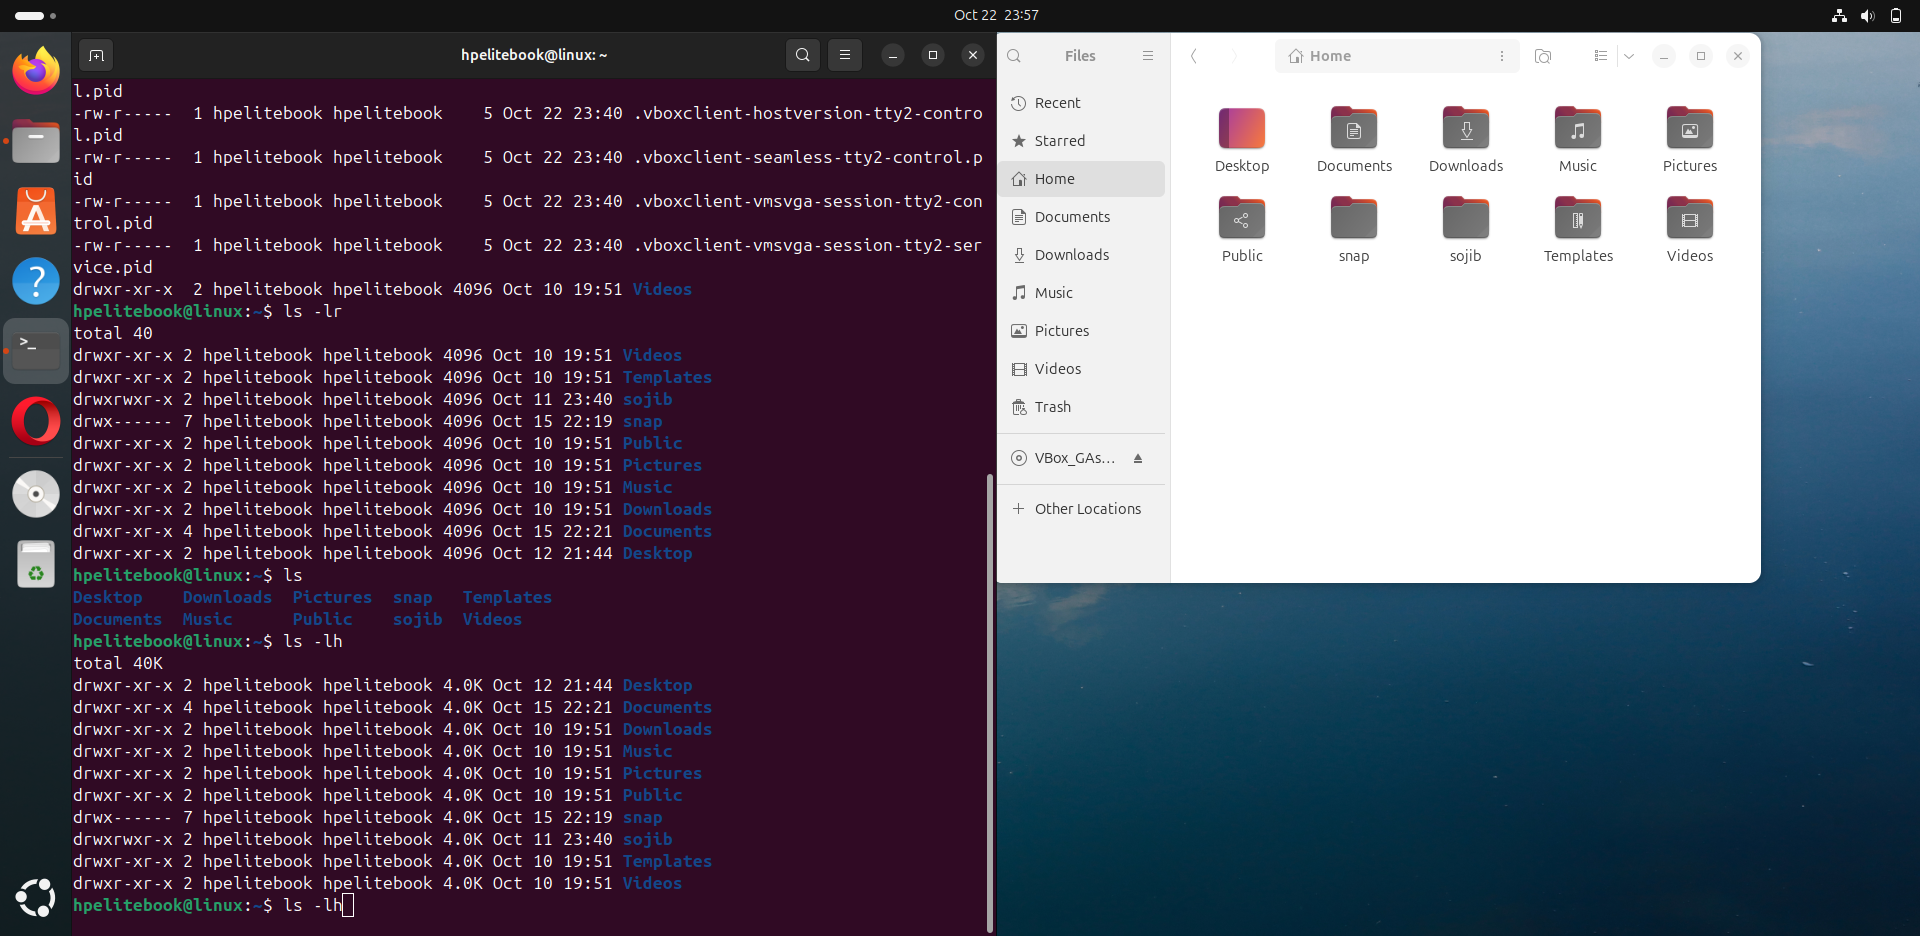 Oct 22 23:57
hpelitebook@linux: ~
l.pid
-rw-r-----  1 hpelitebook hpelitebook    5 Oct 22 23:40 .vboxclient-hostversion-tty2-contro
l.pid
-rw-r-----  1 hpelitebook hpelitebook    5 Oct 22 23:40 .vboxclient-seamless-tty2-control.p
id
-rw-r-----  1 hpelitebook hpelitebook    5 Oct 22 23:40 .vboxclient-vmsvga-session-tty2-con
trol.pid
-rw-r-----  1 hpelitebook hpelitebook    5 Oct 22 23:40 .vboxclient-vmsvga-session-tty2-ser
vice.pid
drwxr-xr-x  2 hpelitebook hpelitebook 4096 Oct 10 19:51 Videos
hpelitebook@linux:~$ ls -lr
total 40
drwxr-xr-x 2 hpelitebook hpelitebook 4096 Oct 10 19:51 Videos
drwxr-xr-x 2 hpelitebook hpelitebook 4096 Oct 10 19:51 Templates
drwxrwxr-x 2 hpelitebook hpelitebook 4096 Oct 11 23:40 sojib
drwx------ 7 hpelitebook hpelitebook 4096 Oct 15 22:19 snap
drwxr-xr-x 2 hpelitebook hpelitebook 4096 Oct 10 19:51 Public
drwxr-xr-x 2 hpelitebook hpelitebook 4096 Oct 10 19:51 Pictures
drwxr-xr-x 2 hpelitebook hpelitebook 4096 Oct 10 19:51 Music
drwxr-xr-x 2 hpelitebook hpelitebook 4096 Oct 10 19:51 Downloads
drwxr-xr-x 4 hpelitebook hpelitebook 4096 Oct 15 22:21 Documents
drwxr-xr-x 2 hpelitebook hpelitebook 4096 Oct 12 21:44 Desktop
hpelitebook@linux:~$ ls
Desktop    Downloads  Pictures  snap   Templates
Documents  Music      Public    sojib  Videos
hpelitebook@linux:~$ ls -lh
total 40K
drwxr-xr-x 2 hpelitebook hpelitebook 4.0K Oct 12 21:44 Desktop
drwxr-xr-x 4 hpelitebook hpelitebook 4.0K Oct 15 22:21 Documents
drwxr-xr-x 2 hpelitebook hpelitebook 4.0K Oct 10 19:51 Downloads
drwxr-xr-x 2 hpelitebook hpelitebook 4.0K Oct 10 19:51 Music
drwxr-xr-x 2 hpelitebook hpelitebook 4.0K Oct 10 19:51 Pictures
drwxr-xr-x 2 hpelitebook hpelitebook 4.0K Oct 10 19:51 Public
drwx------ 7 hpelitebook hpelitebook 4.0K Oct 15 22:19 snap
drwxrwxr-x 2 hpelitebook hpelitebook 4.0K Oct 11 23:40 sojib
drwxr-xr-x 2 hpelitebook hpelitebook 4.0K Oct 10 19:51 Templates
drwxr-xr-x 2 hpelitebook hpelitebook 4.0K Oct 10 19:51 Videos
hpelitebook@linux:~$ ls -lh
Files
Recent
Starred
Home
Documents
Downloads
Music
Pictures
Videos
Trash
VBox_GAs...
Other Locations
Home
Desktop Documents Downloads Music Pictures
Public snap sojib Templates Videos